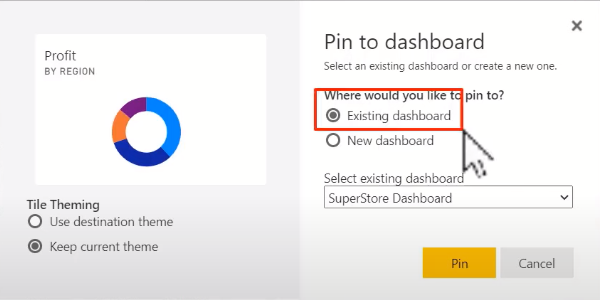 Profit
BY REGION
Tile Theming
Use destination theme
Keep current theme
Pin to dashboard
Select an existing dashboard or create a new one.
Where would you like to pin to?
Existing dashboard
New dashboard
Select existing dashboard
SuperStore Dashboard
Pin
Cancel